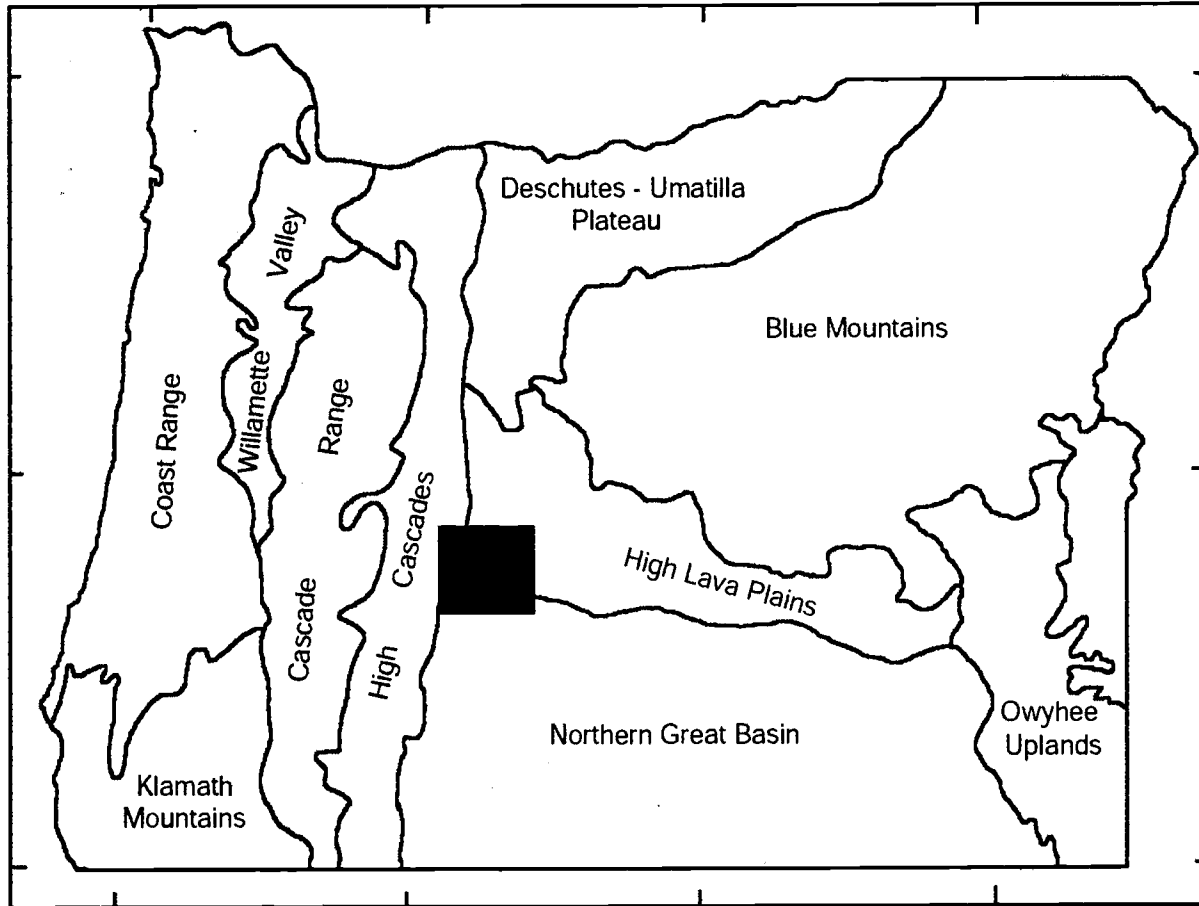 Deschutes - Umatilla
Plateau
Valley
Blue Mountains
Coast Range
Willamette
Range
Cascades
High Lava Plains
Cascade
High
Northern Great Basin
Owyhee
Uplands
Klamath
Mountains